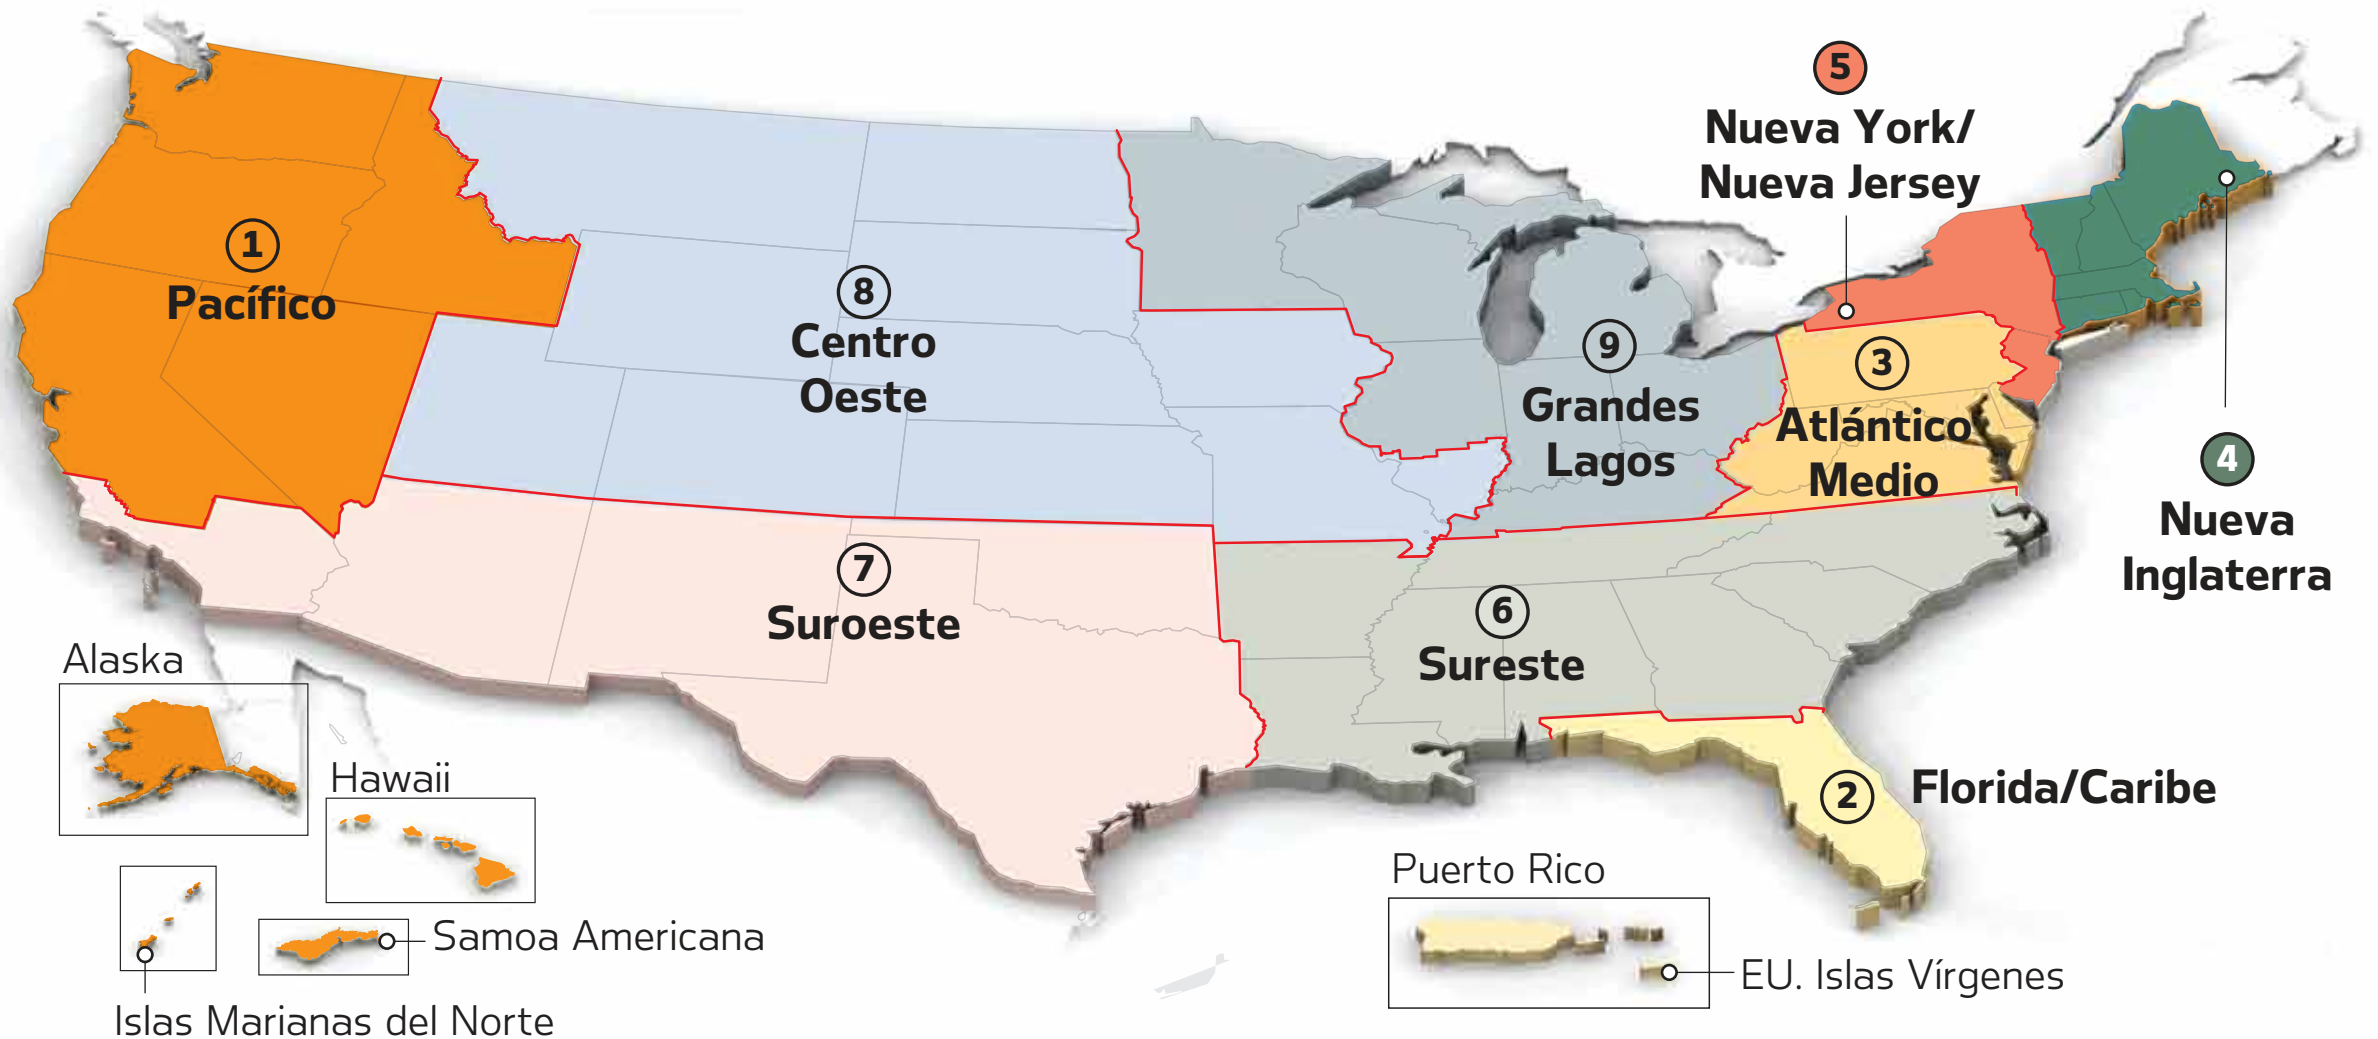 1
Pacífico
8
Centro
Oeste
9
Grandes
Lagos
5
Nueva York/
Nueva Jersey
3
Atlántico
Medio
4
Nueva
Inglaterra
7
Suroeste
6
Sureste
2
Florida/Caribe
Alaska
Hawaii
Samoa Americana
Islas Marianas del Norte
Puerto Rico
EU. Islas Vírgenes